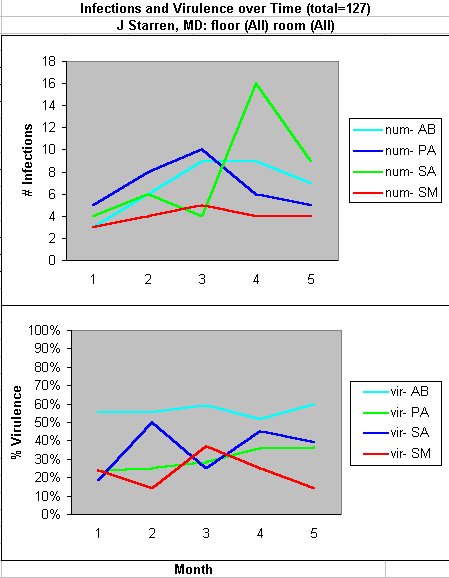 Infections and Virulence over Time (total=127)
J Starren, MD: floor (All) room (All)
# Infections
18
16
14
12
10
8
6
4
2
0
1 2 3 4 5
num- AB
num- PA
num- SA
num- SM
% Virulence
100%
90%
80%
70%
60%
50%
40%
30%
20%
10%
0%
1 2 3 4 5
vir- AB
vir- PA
vir- SA
vir- SM
Month